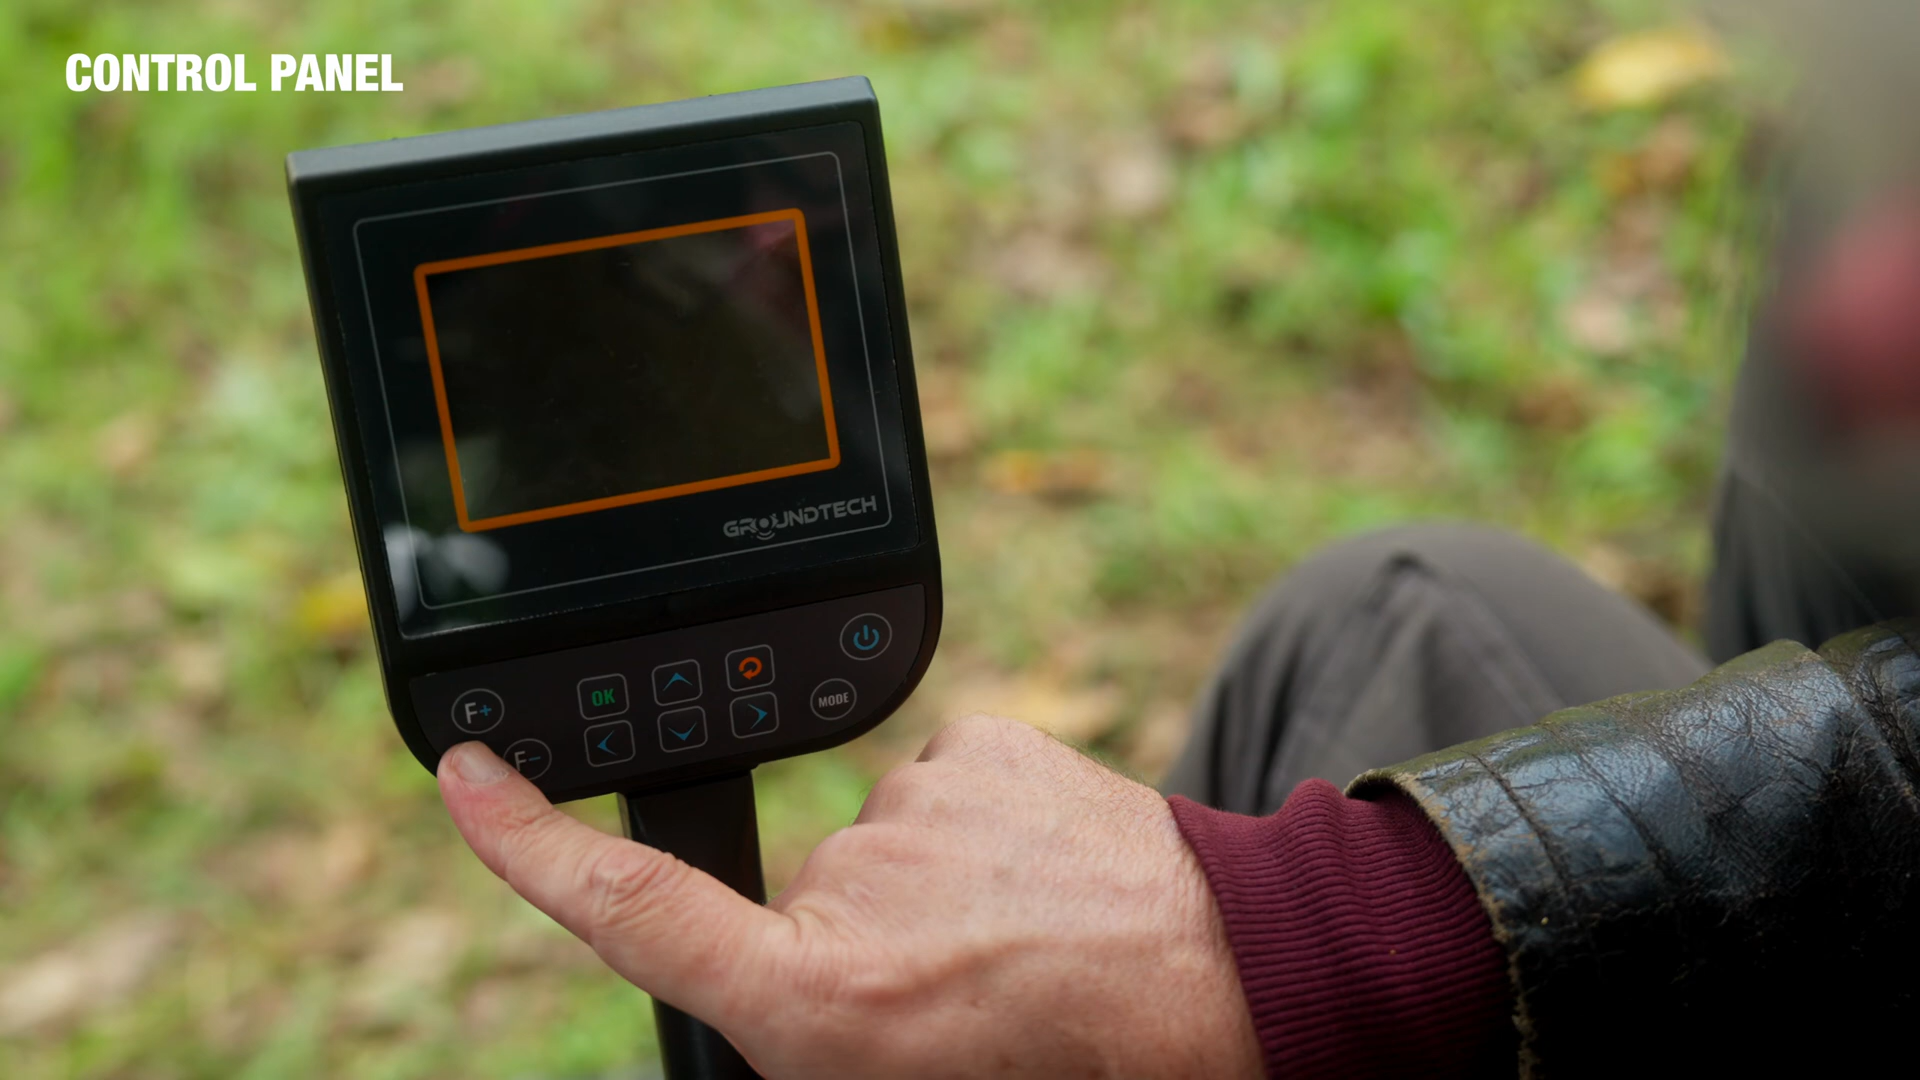 CONTROL PANEL
GROUNDTECH
F+
OK
MODE
F-